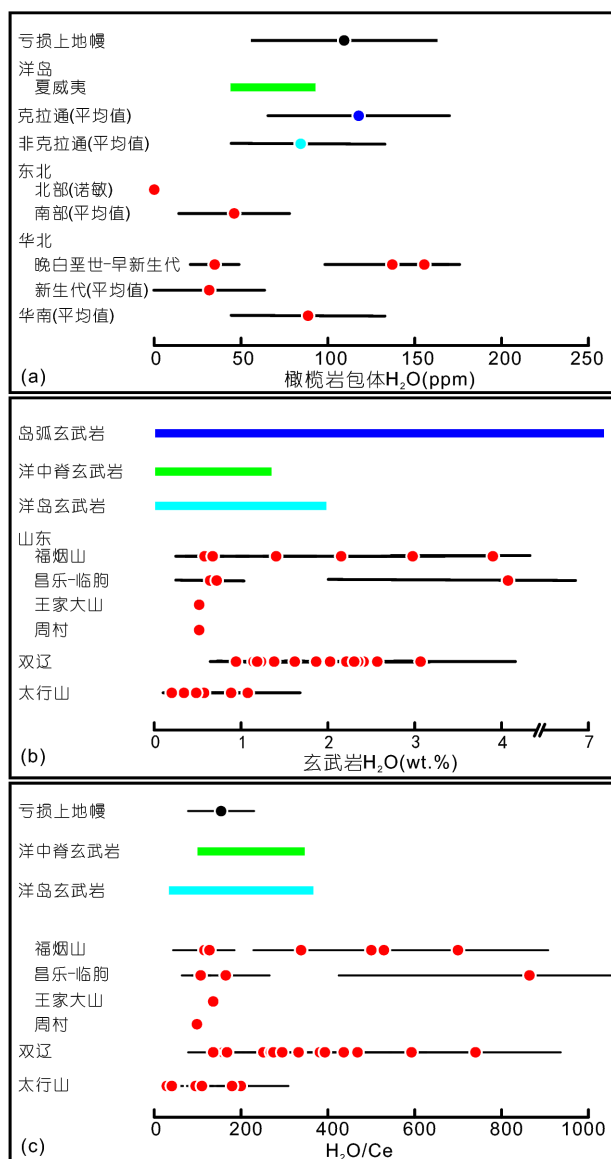 亏损上地幔
洋岛
夏威夷
克拉通(平均值)
非克拉通(平均值)
东北
北部(诺敏)
南部(平均值)
华北
晚白垩世-早新生代
新生代(平均值)
华南(平均值)
0 50 100 150 200 250
(a) 橄榄岩包体H₂O(ppm)
岛弧玄武岩
洋中脊玄武岩
洋岛玄武岩
山东
福烟山
昌乐-临朐
王家大山
周村
双辽
太行山
0 1 2 3 4 7
(b) 玄武岩H₂O(wt.%)
亏损上地幔
洋中脊玄武岩
洋岛玄武岩
福烟山
昌乐-临朐
王家大山
周村
双辽
太行山
0 200 400 600 800 1000
(c) H₂O/Ce